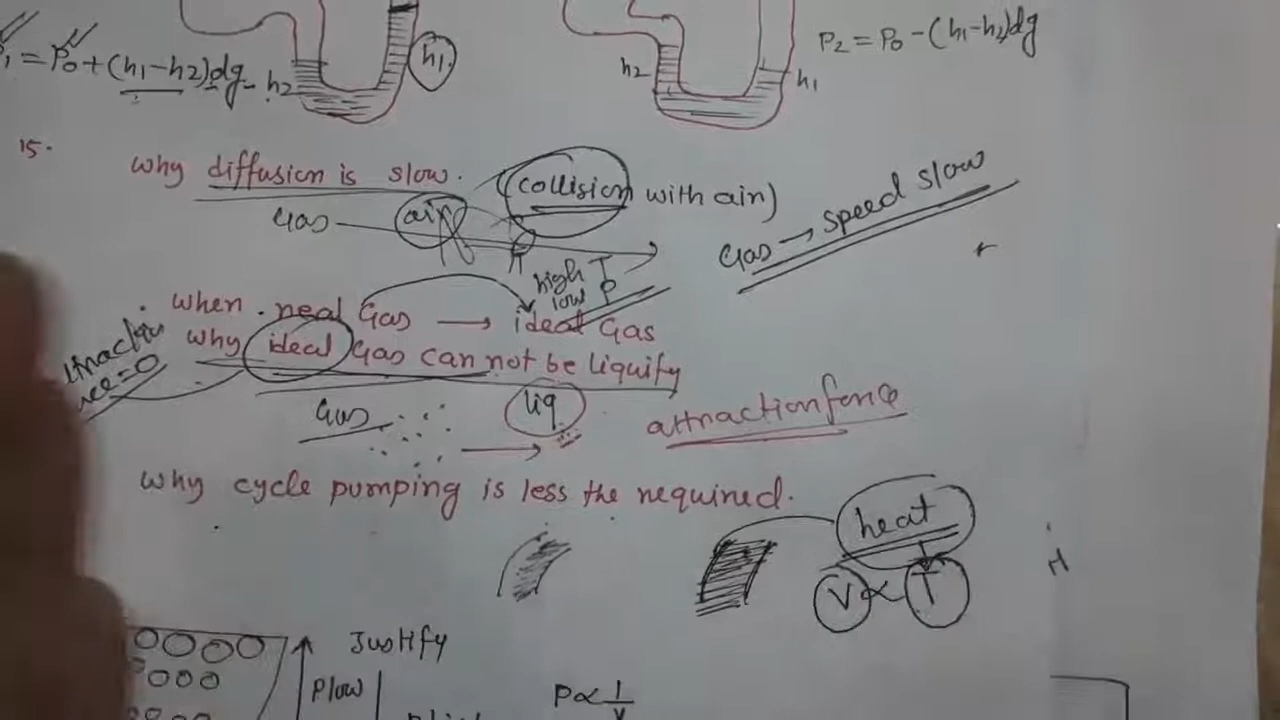 P1 = P0 + (h1-h2)dg
h2
h1
h2
h1
P2 = P0 - (h1-h2)dg
15.
why diffusion is slow. (collision with air)
Gas
air
Gas → speed slow
high T
low P
when real Gas → ideal Gas
why ideal Gas can not be liquify
=0
Gas
→
liq
attraction force
why cycle pumping is less the required.
heat
V ∝ T
H
Justify
Plow
P ∝ 1/V